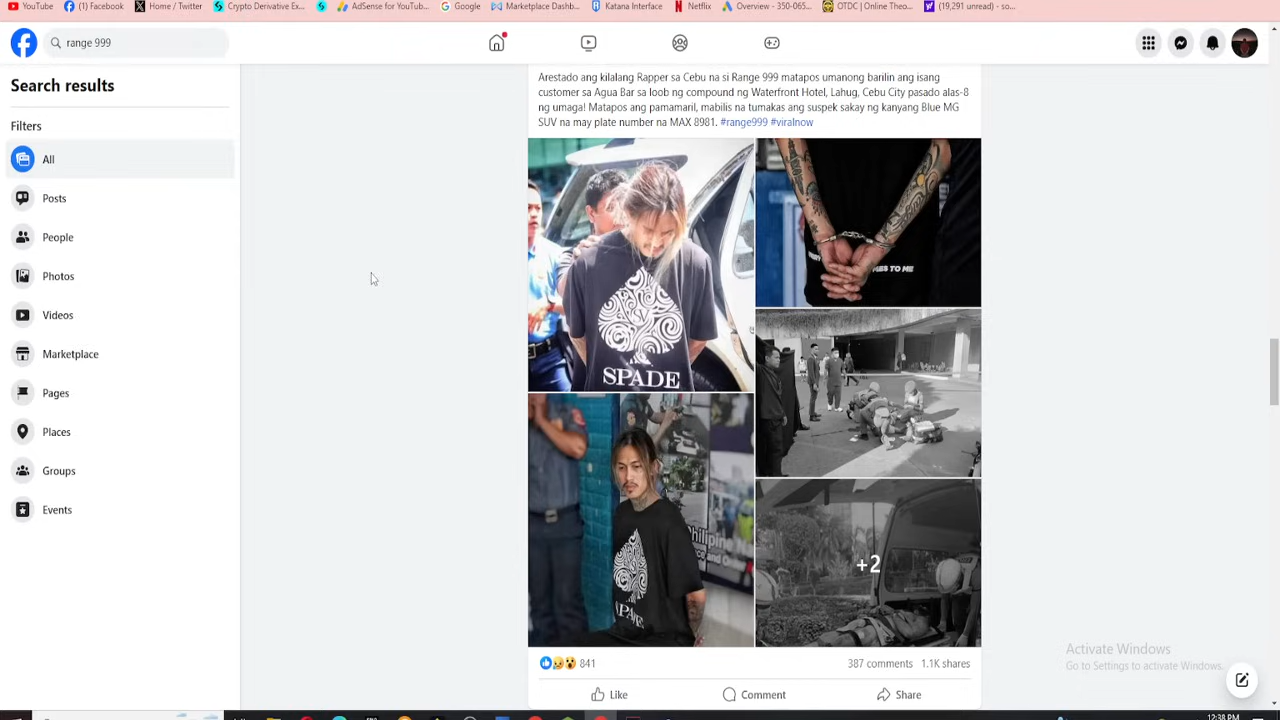 YouTube (1) Facebook Home / Twitter Crypto Derivative Ex... AdSense for YouTub... Google Marketplace Dashb... Katana Interface Netflix Overview - 350-065... OTDC | Online Theo... (19,291 unread) - so...
range 999
Search results
Filters
All
Posts
People
Photos
Videos
Marketplace
Pages
Places
Groups
Events
Arestado ang kilalang Rapper sa Cebu na si Range 999 matapos umanong barilin ang isang
customer sa Agua Bar sa loob ng compound ng Waterfront Hotel, Lahug, Cebu City pasado alas-8
ng umaga! Matapos ang pamamaril, mabilis na tumakas ang suspek sakay ng kanyang Blue MG
SUV na may plate number na MAX 8981. #range999 #viralnow
SPADE
TO ME
SPADE
+2
841
387 comments 1.1K shares
Like Comment Share
Activate Windows
Go to Settings to activate Windows.
12:38 PM